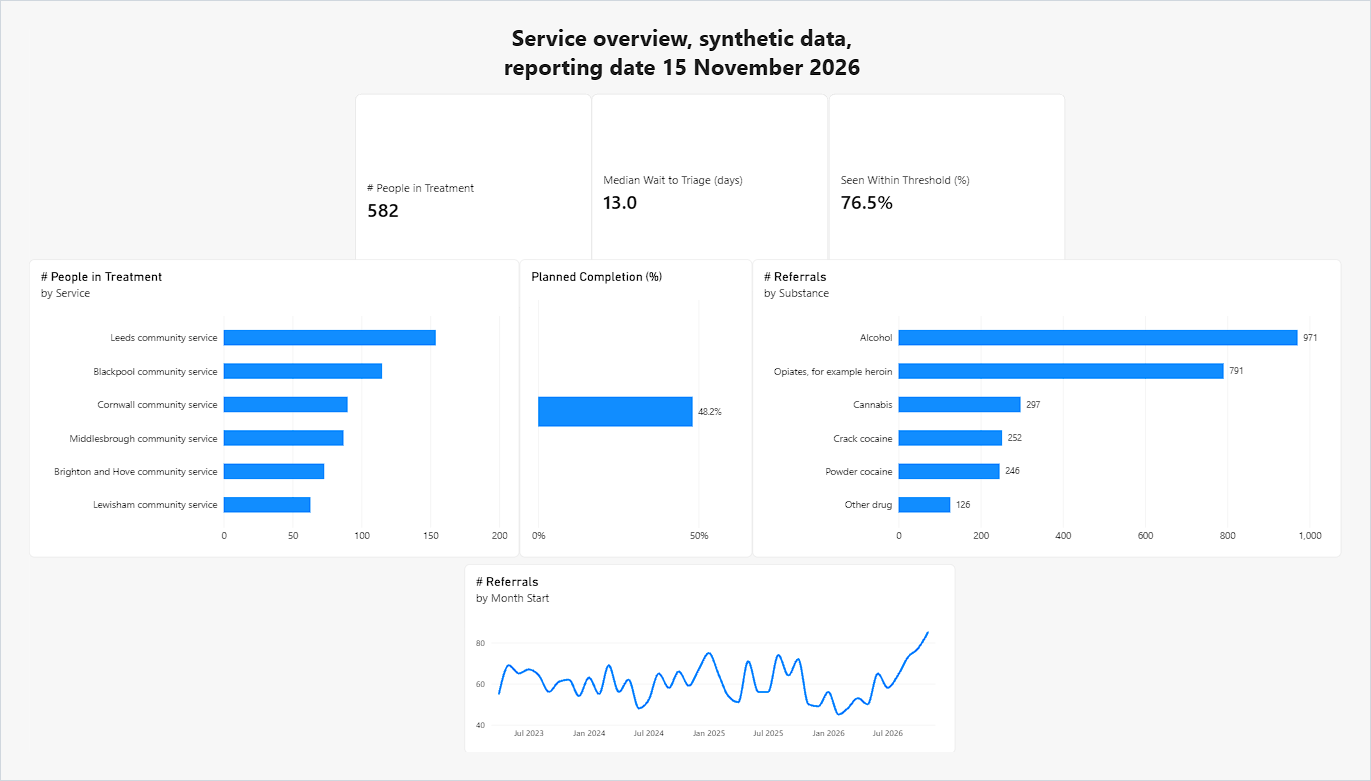 Service overview, synthetic data,
reporting date 15 November 2026
# People in Treatment
582
Median Wait to Triage (days)
13.0
Seen Within Threshold (%)
76.5%
# People in Treatment
by Service
Leeds community service
Blackpool community service
Cornwall community service
Middlesbrough community service
Brighton and Hove community service
Lewisham community service
0 50 100 150 200
Planned Completion (%)
48.2%
0% 50%
# Referrals
by Substance
Alcohol 971
Opiates, for example heroin 791
Cannabis 297
Crack cocaine 252
Powder cocaine 246
Other drug 126
0 200 400 600 800 1,000
# Referrals
by Month Start
80
60
40
Jul 2023 Jan 2024 Jul 2024 Jan 2025 Jul 2025 Jan 2026 Jul 2026